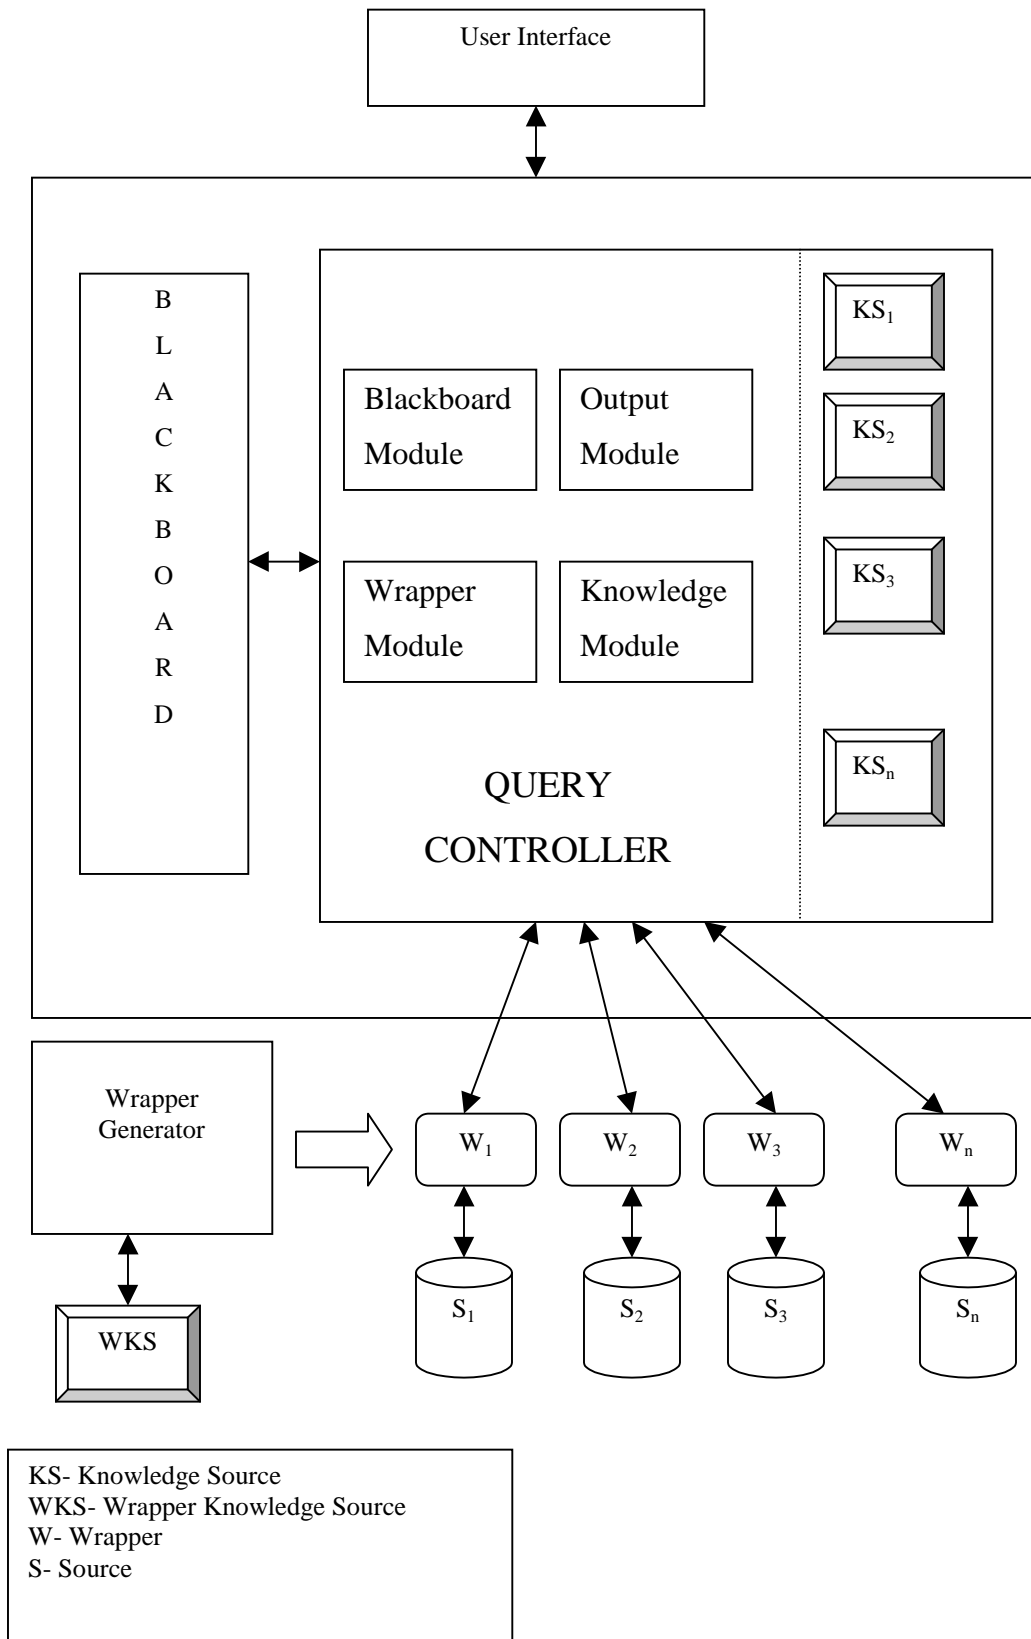 User Interface
B
L
A
C
K
B
O
A
R
D
Blackboard
Module
Output
Module
Wrapper
Module
Knowledge
Module
QUERY
CONTROLLER
KS₁
KS₂
KS₃
KSₙ
Wrapper
Generator
WKS
W₁
W₂
W₃
Wₙ
S₁
S₂
S₃
Sₙ
KS- Knowledge Source
WKS- Wrapper Knowledge Source
W- Wrapper
S- Source